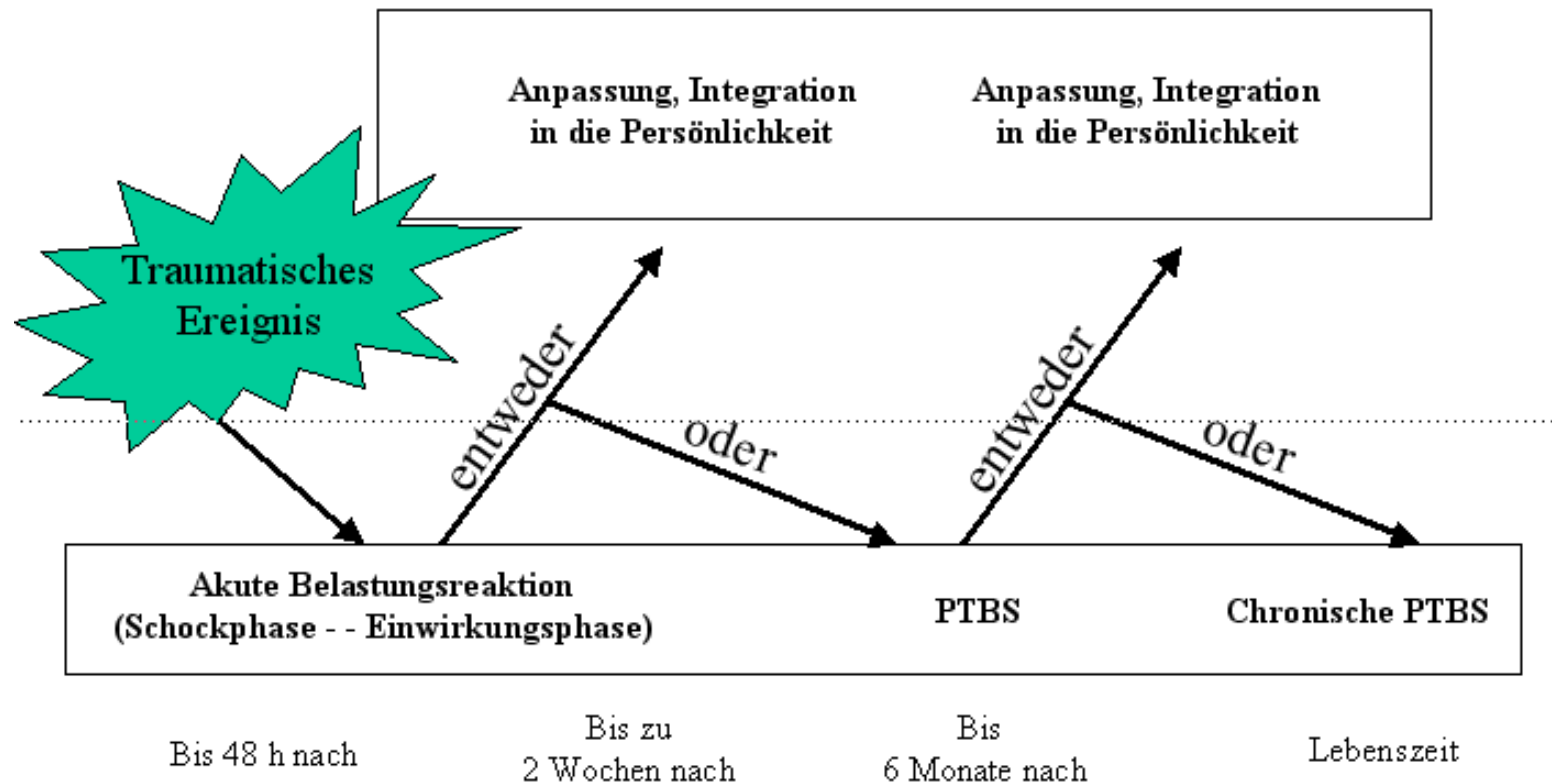 Anpassung, Integration
in die Persönlichkeit
Anpassung, Integration
in die Persönlichkeit
Traumatisches
Ereignis
entweder
oder
entweder
oder
Akute Belastungsreaktion
(Schockphase - - Einwirkungsphase)
PTBS
Chronische PTBS
Bis 48 h nach
Bis zu
2 Wochen nach
Bis
6 Monate nach
Lebenszeit